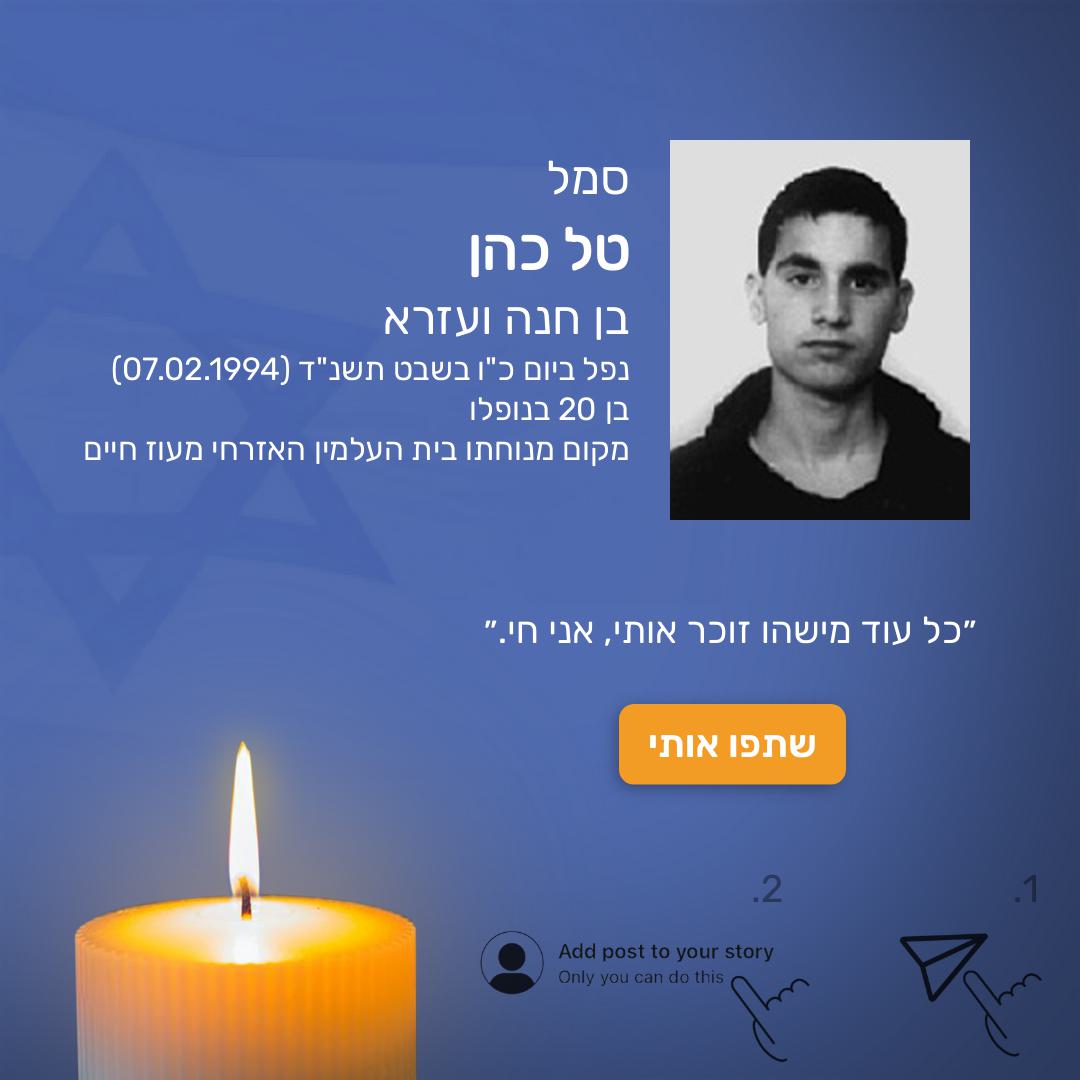 סמל
טל כהן
בן חנה ועזרא
נפל ביום כ"ו בשבט תשנ"ד (07.02.1994)
בן 20 בנופלו
מקום מנוחתו בית העלמין האזרחי מעוז חיים
״כל עוד מישהו זוכר אותי, אני חי.״
שתפו אותי
.1
.2
Add post to your story
Only you can do this